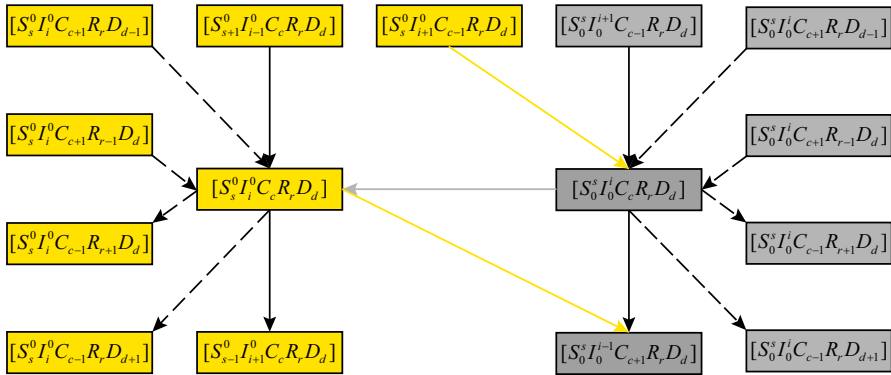 [S_s^0 I_i^0 C_{c+1} R_r D_{d-1}] [S_{s+1}^0 I_{i-1}^0 C_c R_r D_d] [S_s^0 I_{i+1}^0 C_{c-1} R_r D_d] [S_0^s I_0^{i+1} C_{c-1} R_r D_d] [S_0^s I_0^i C_{c+1} R_r D_{d-1}]
[S_s^0 I_i^0 C_{c+1} R_{r-1} D_d] [S_0^s I_0^i C_{c+1} R_{r-1} D_d]
[S_s^0 I_i^0 C_c R_r D_d] [S_0^s I_0^i C_c R_r D_d]
[S_s^0 I_i^0 C_{c-1} R_{r+1} D_d] [S_0^s I_0^i C_{c-1} R_{r+1} D_d]
[S_s^0 I_i^0 C_{c-1} R_r D_{d+1}] [S_{s-1}^0 I_{i+1}^0 C_c R_r D_d] [S_0^s I_0^{i-1} C_{c+1} R_r D_d] [S_0^s I_0^i C_{c-1} R_r D_{d+1}]